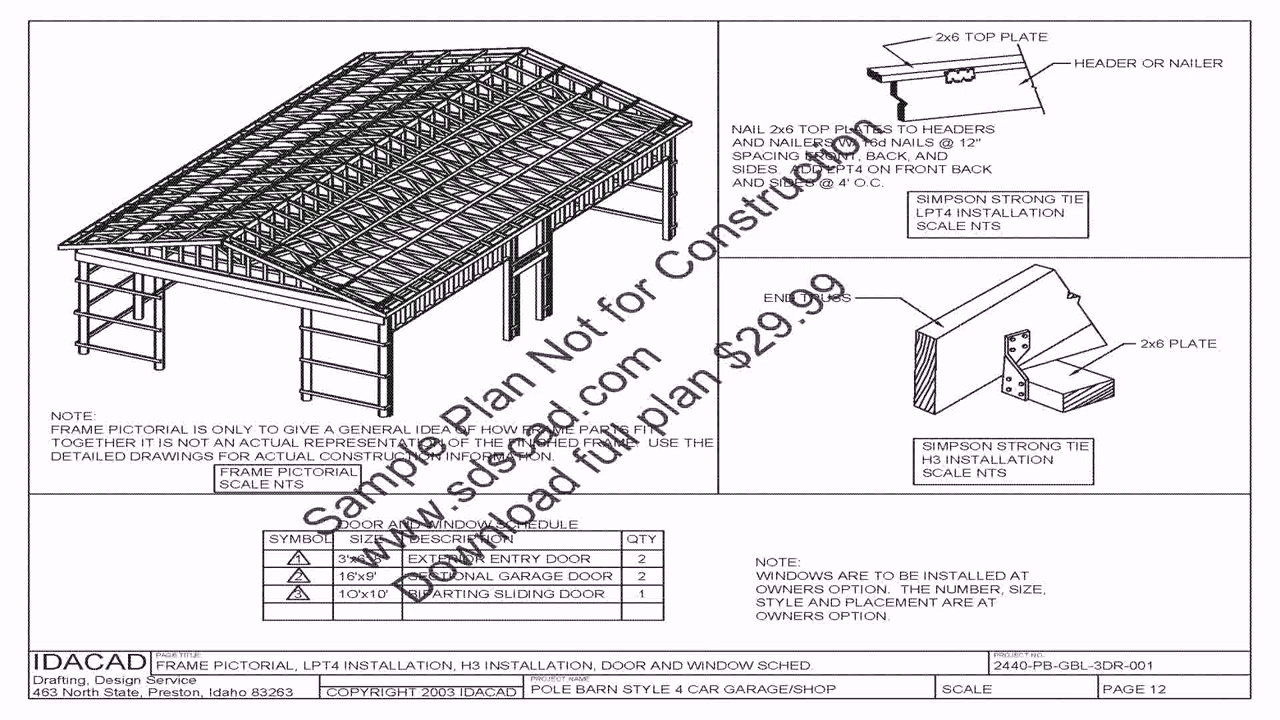 2x6 TOP PLATE
HEADER OR NAILER
NAIL 2x6 TOP PLATES TO HEADERS
AND NAILERS W/ 16d NAILS @ 12"
SPACING FRONT, BACK, AND
SIDES. ADD LPT4 ON FRONT BACK
AND SIDES @ 4' O.C.
SIMPSON STRONG TIE
LPT4 INSTALLATION
SCALE NTS
END TRUSS
2x6 PLATE
SIMPSON STRONG TIE
H3 INSTALLATION
SCALE NTS
NOTE:
FRAME PICTORIAL IS ONLY TO GIVE A GENERAL IDEA OF HOW FRAME PARTS FIT
TOGETHER IT IS NOT AN ACTUAL REPRESENTATION OF THE FINISHED FRAME. USE THE
DETAILED DRAWINGS FOR ACTUAL CONSTRUCTION INFORMATION.
FRAME PICTORIAL
SCALE NTS
Sample Plan Not for Construction
www.sdscad.com
Download full plan $29.99
DOOR AND WINDOW SCHEDULE
SYMBOL SIZE DESCRIPTION QTY
1 EXTERIOR ENTRY DOOR 2
2 16'x9' SECTIONAL GARAGE DOOR 2
3 10'x10' BIPARTING SLIDING DOOR 1
NOTE:
WINDOWS ARE TO BE INSTALLED AT
OWNERS OPTION. THE NUMBER, SIZE,
STYLE AND PLACEMENT ARE AT
OWNERS OPTION.
IDACAD
Drafting, Design Service
463 North State, Preston, Idaho 83263
PAGE TITLE:
FRAME PICTORIAL, LPT4 INSTALLATION, H3 INSTALLATION, DOOR AND WINDOW SCHED.
PROJECT NO.
2440-PB-GBL-3DR-001
COPYRIGHT 2003 IDACAD
PROJECT NAME
POLE BARN STYLE 4 CAR GARAGE/SHOP
SCALE
PAGE 12